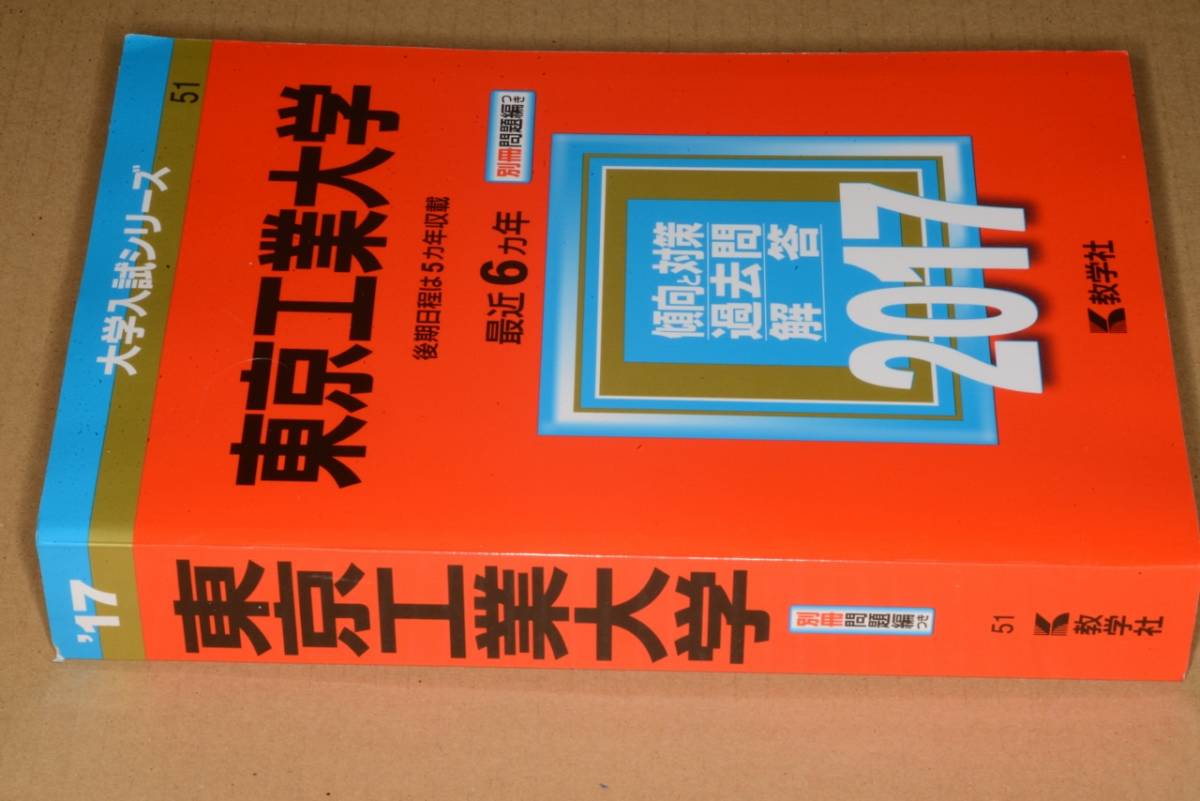 大学入試シリーズ
51
東京工業大学
後期日程は5カ年収載
最近6カ年
別冊問題編つき
傾向と対策
過去問
解答
2017
教学社
'17
東京工業大学
別冊問題編つき
51
教学社